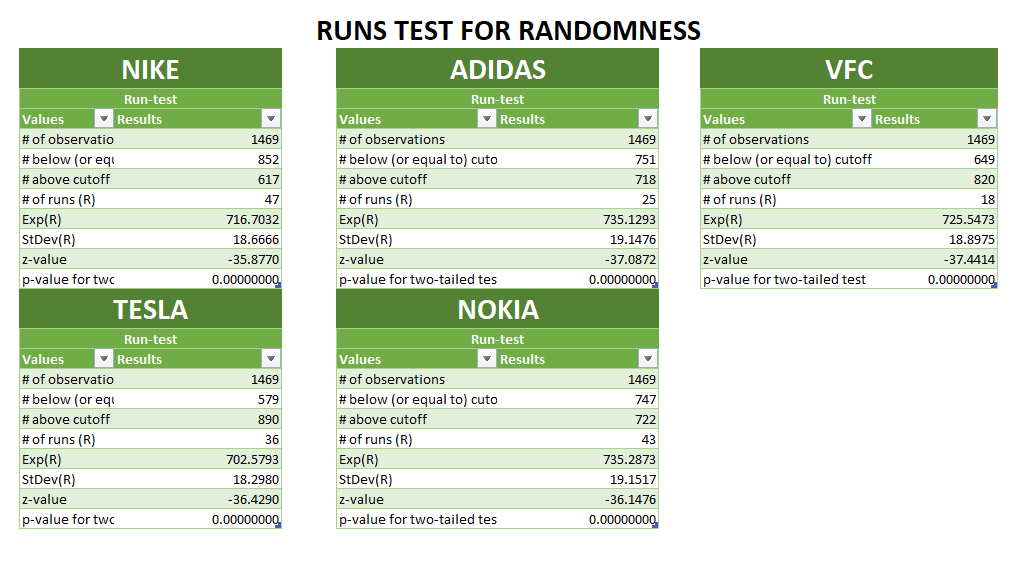 RUNS TEST FOR RANDOMNESS
NIKE
Run-test
Values Results
# of observatio 1469
# below (or equ 852
# above cutoff 617
# of runs (R) 47
Exp(R) 716.7032
StDev(R) 18.6666
z-value -35.8770
p-value for twc 0.00000000
ADIDAS
Run-test
Values Results
# of observations 1469
# below (or equal to) cuto 751
# above cutoff 718
# of runs (R) 25
Exp(R) 735.1293
StDev(R) 19.1476
z-value -37.0872
p-value for two-tailed tes 0.00000000
VFC
Run-test
Values Results
# of observations 1469
# below (or equal to) cutoff 649
# above cutoff 820
# of runs (R) 18
Exp(R) 725.5473
StDev(R) 18.8975
z-value -37.4414
p-value for two-tailed test 0.00000000
TESLA
Run-test
Values Results
# of observatio 1469
# below (or equ 579
# above cutoff 890
# of runs (R) 36
Exp(R) 702.5793
StDev(R) 18.2980
z-value -36.4290
p-value for twc 0.00000000
NOKIA
Run-test
Values Results
# of observations 1469
# below (or equal to) cuto 747
# above cutoff 722
# of runs (R) 43
Exp(R) 735.2873
StDev(R) 19.1517
z-value -36.1476
p-value for two-tailed tes 0.00000000